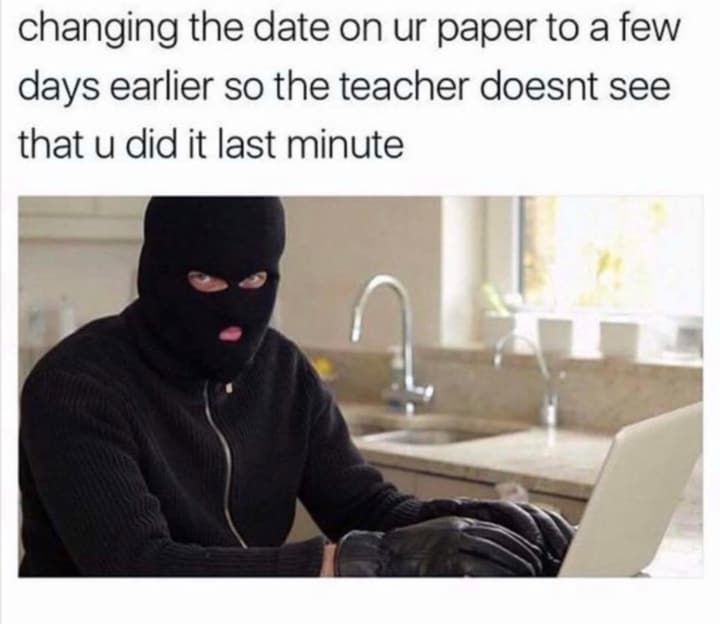 changing the date on ur paper to a few
days earlier so the teacher doesnt see
that u did it last minute